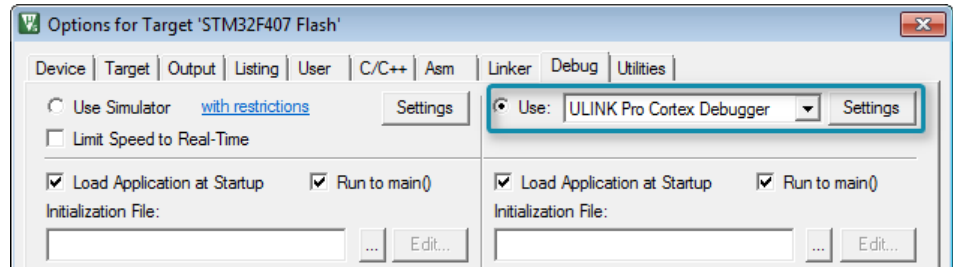 Options for Target 'STM32F407 Flash'
Device Target Output Listing User C/C++ Asm Linker Debug Utilities
Use Simulator with restrictions Settings Use: ULINK Pro Cortex Debugger Settings
Limit Speed to Real-Time
Load Application at Startup Run to main() Load Application at Startup Run to main()
Initialization File: Initialization File:
... Edit... ... Edit...